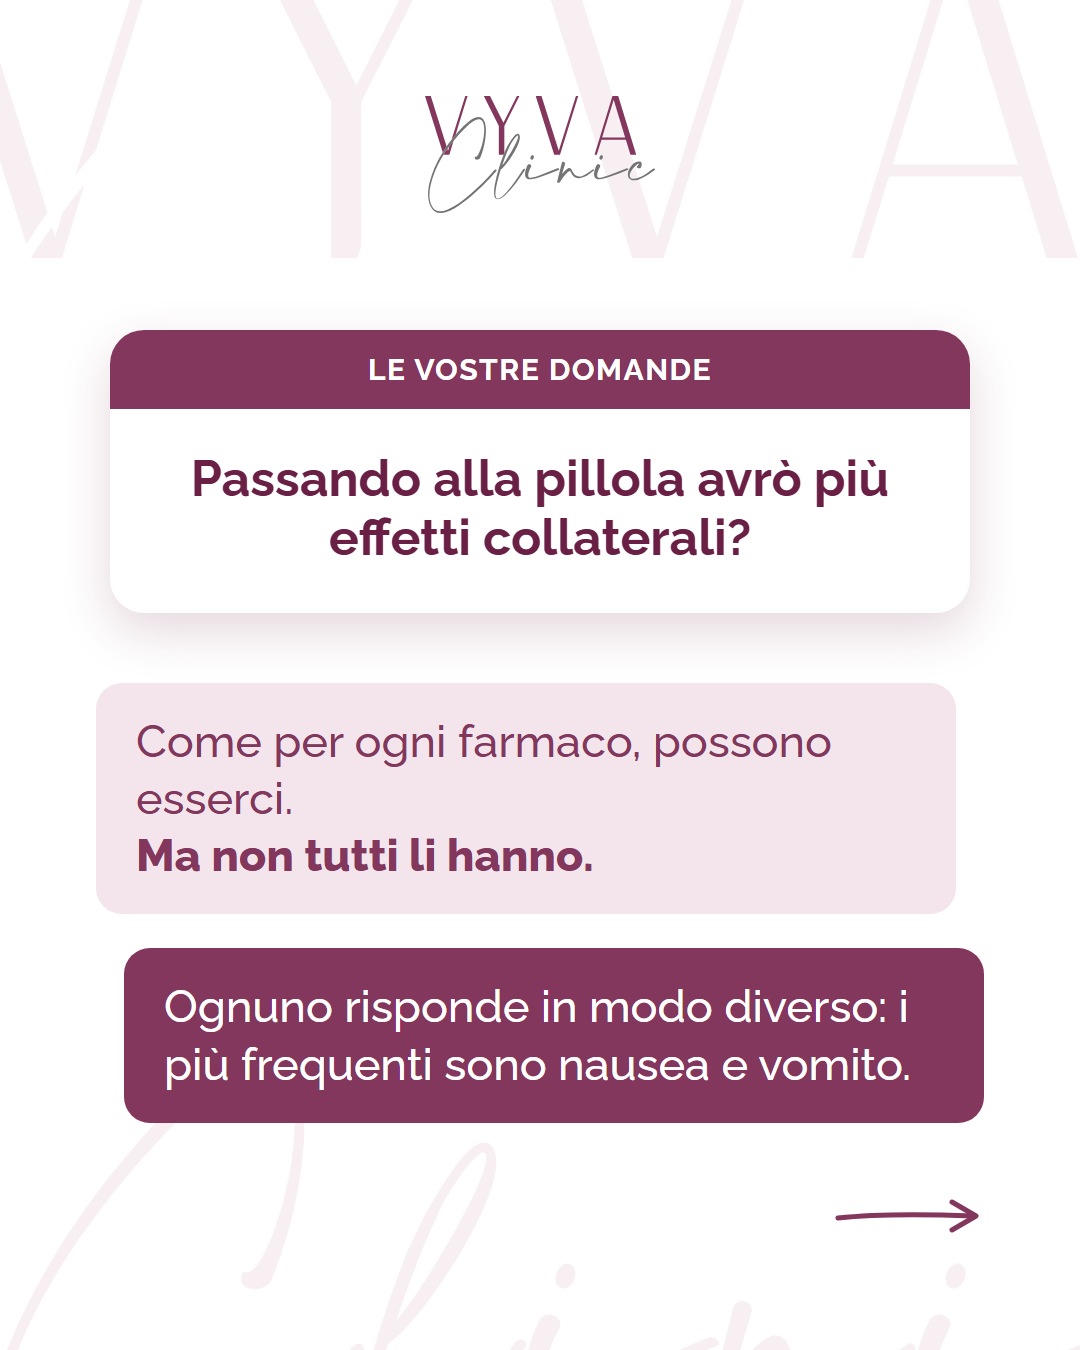 VYVA
Clinic
LE VOSTRE DOMANDE
Passando alla pillola avrò più
effetti collaterali?
Come per ogni farmaco, possono
esserci.
Ma non tutti li hanno.
Ognuno risponde in modo diverso: i
più frequenti sono nausea e vomito.